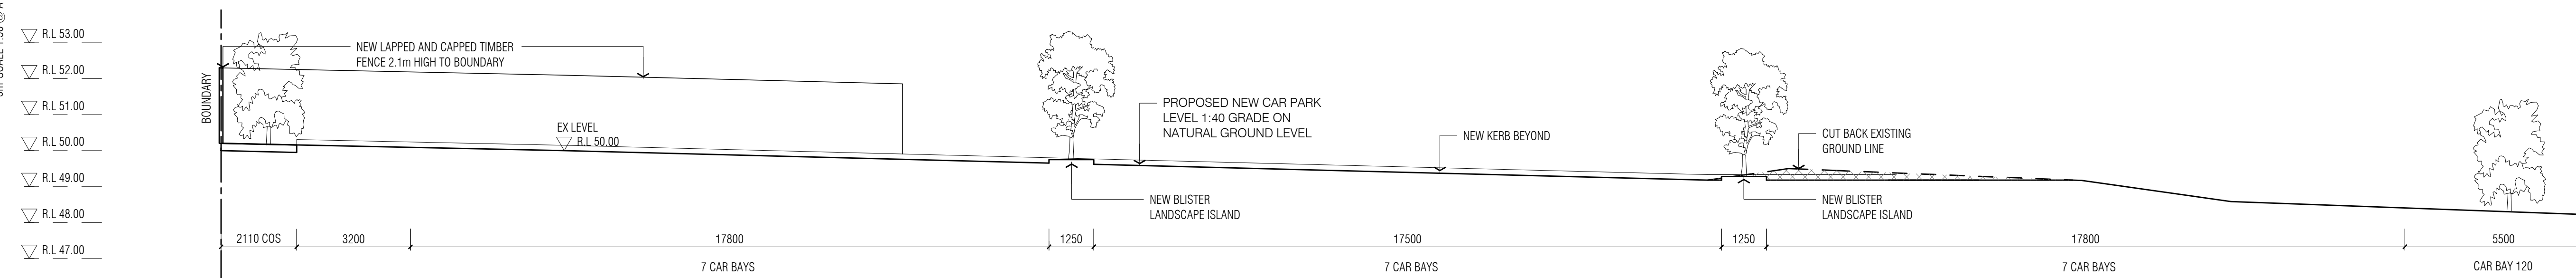 R.L 53.00
R.L 52.00
R.L 51.00
R.L 50.00
R.L 49.00
R.L 48.00
R.L 47.00
BOUNDARY
NEW LAPPED AND CAPPED TIMBER
FENCE 2.1m HIGH TO BOUNDARY
EX LEVEL
R.L 50.00
PROPOSED NEW CAR PARK
LEVEL 1:40 GRADE ON
NATURAL GROUND LEVEL
NEW KERB BEYOND
CUT BACK EXISTING
GROUND LINE
NEW BLISTER
LANDSCAPE ISLAND
NEW BLISTER
LANDSCAPE ISLAND
2110 COS
3200
17800
1250
17500
1250
17800
5500
7 CAR BAYS
7 CAR BAYS
7 CAR BAYS
CAR BAY 120